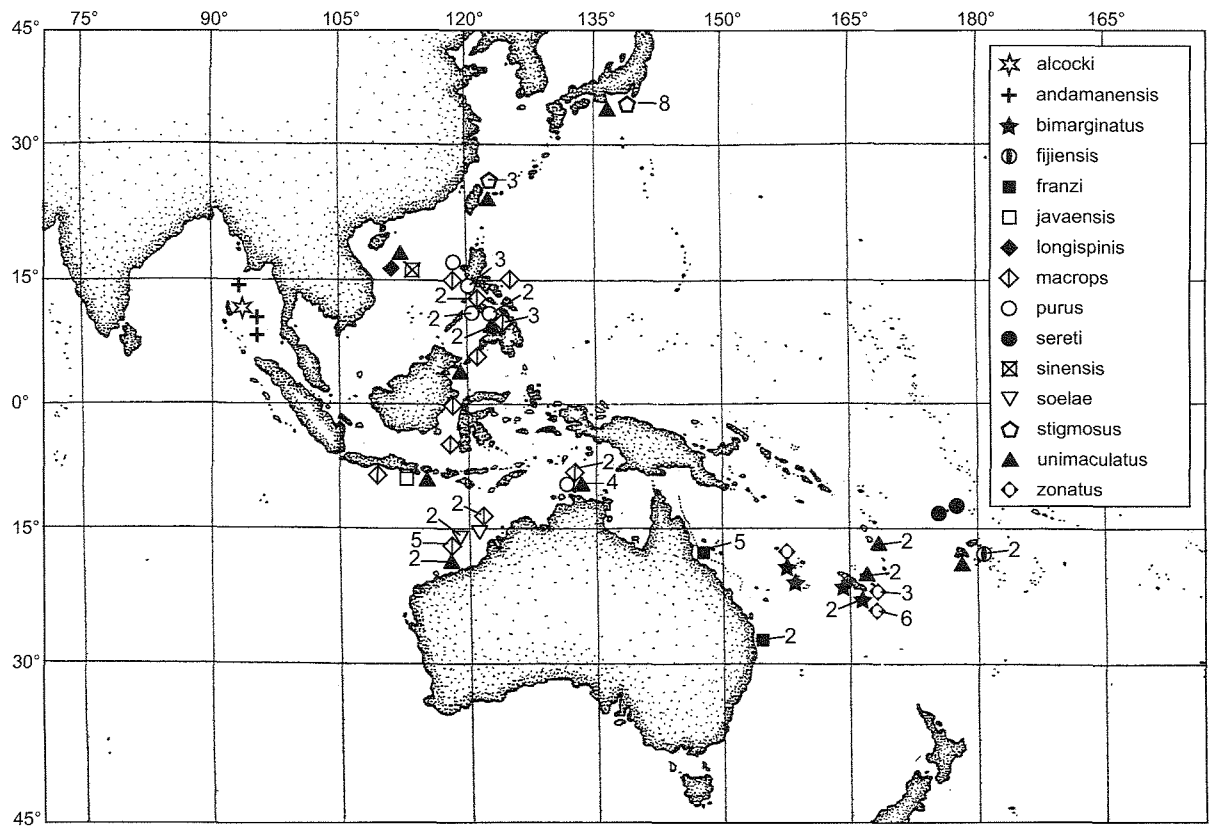 75° 90° 105° 120° 135° 150° 165° 180° 165°
45°
alcocki
andamanensis
bimarginatus
fijiensis
franzi
javaensis
longispinis
macrops
purus
sereti
sinensis
soelae
stigmosus
unimaculatus
zonatus
8
30°
3
3
15°
2
2
2
3
2
0°
2
4
2
2
5
2
15°
5
2
2
2
3
2
6
2
30°
45°